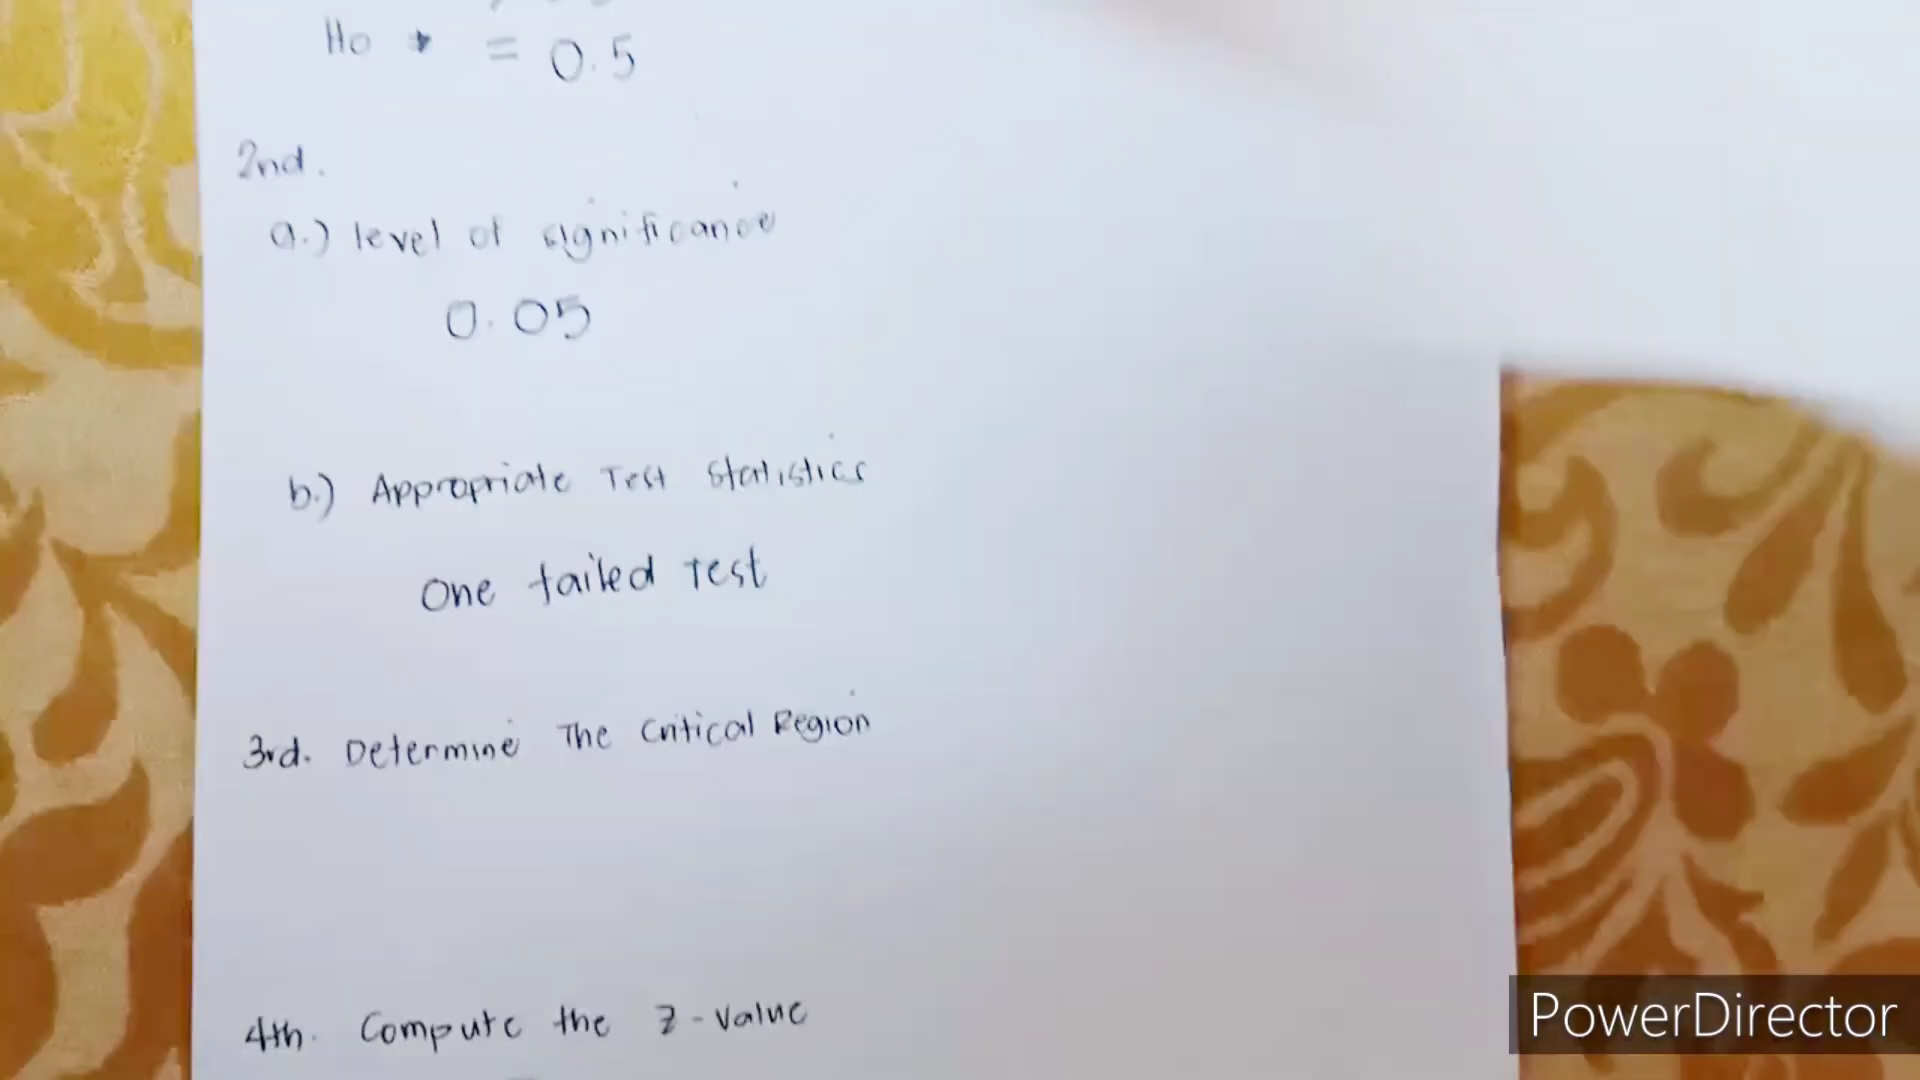 Ho = 0.5
2nd.
a.) level of significance
0.05
b.) Appropriate Test Statistics
One tailed Test
3rd. Determine The Critical Region
4th. Compute the z-value
PowerDirector